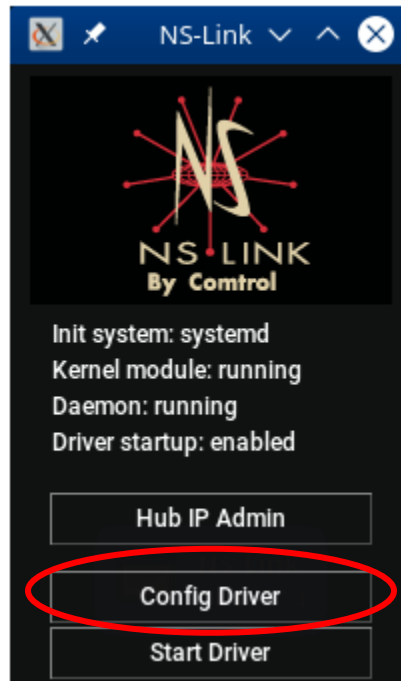 NS-Link
NS
NS LINK
By Comtrol
Init system: systemd
Kernel module: running
Daemon: running
Driver startup: enabled
Hub IP Admin
Config Driver
Start Driver